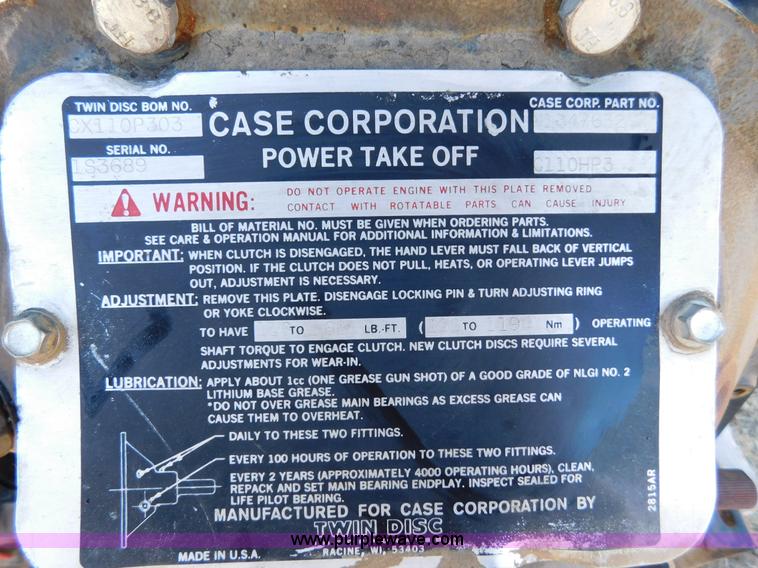 TWIN DISC BOM NO.
CX110P303
CASE CORPORATION
CASE CORP. PART NO.
SERIAL NO.
1S3689
POWER TAKE OFF
C110HP3
WARNING:
DO NOT OPERATE ENGINE WITH THIS PLATE REMOVED
CONTACT WITH ROTATABLE PARTS CAN CAUSE INJURY
BILL OF MATERIAL NO. MUST BE GIVEN WHEN ORDERING PARTS.
SEE CARE & OPERATION MANUAL FOR ADDITIONAL INFORMATION & LIMITATIONS.
IMPORTANT: WHEN CLUTCH IS DISENGAGED, THE HAND LEVER MUST FALL BACK OF VERTICAL
POSITION. IF THE CLUTCH DOES NOT PULL, HEATS, OR OPERATING LEVER JUMPS
OUT, ADJUSTMENT IS NECESSARY.
ADJUSTMENT: REMOVE THIS PLATE. DISENGAGE LOCKING PIN & TURN ADJUSTING RING
OR YOKE CLOCKWISE.
TO HAVE TO LB.-FT. ( TO Nm ) OPERATING
SHAFT TORQUE TO ENGAGE CLUTCH. NEW CLUTCH DISCS REQUIRE SEVERAL
ADJUSTMENTS FOR WEAR-IN.
LUBRICATION: APPLY ABOUT 1cc (ONE GREASE GUN SHOT) OF A GOOD GRADE OF NLGI NO. 2
LITHIUM BASE GREASE.
*DO NOT OVER GREASE MAIN BEARINGS AS EXCESS GREASE CAN
CAUSE THEM TO OVERHEAT.
DAILY TO THESE TWO FITTINGS.
EVERY 100 HOURS OF OPERATION TO THESE TWO FITTINGS.
EVERY 2 YEARS (APPROXIMATELY 4000 OPERATING HOURS), CLEAN,
REPACK AND SET MAIN BEARING ENDPLAY. INSPECT SEALED FOR
LIFE PILOT BEARING.
2815AR
MANUFACTURED FOR CASE CORPORATION BY
TWIN DISC
www.purplewave.com
MADE IN U.S.A.
RACINE, WI, 53403